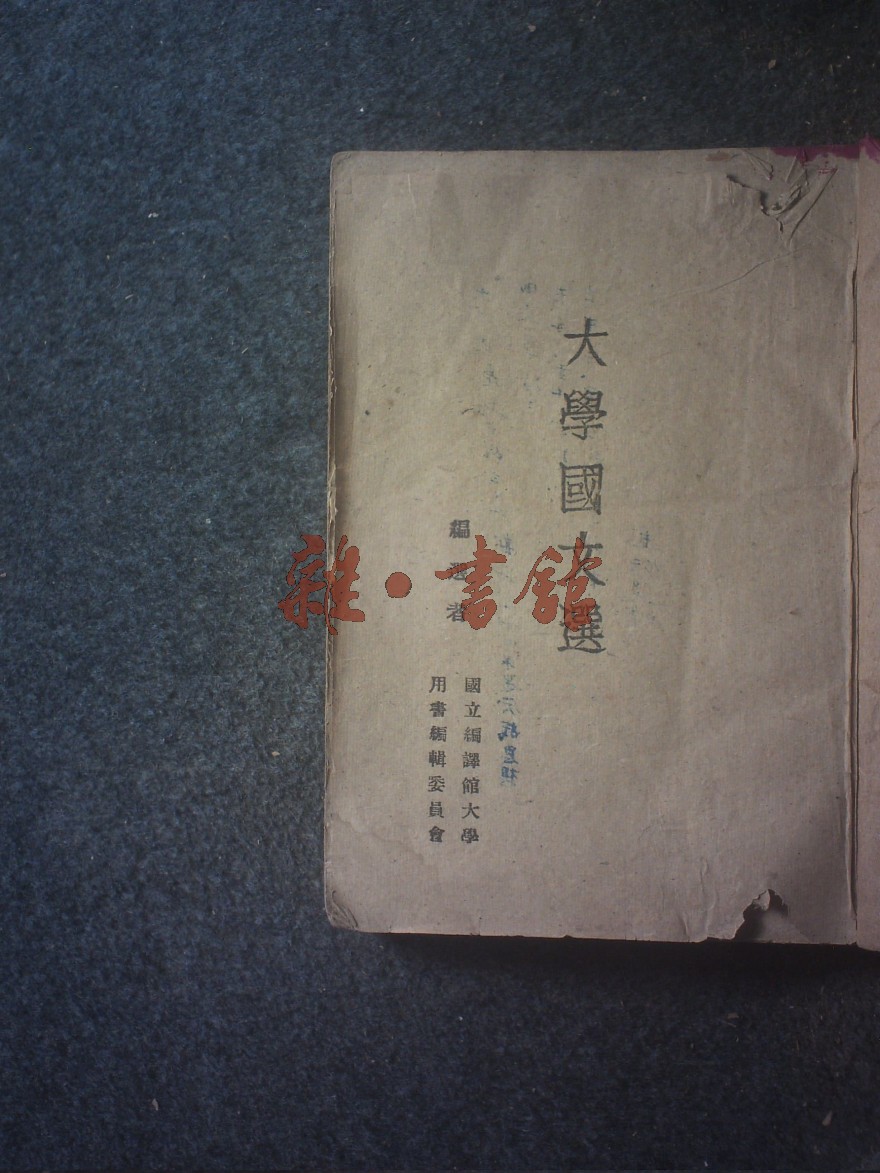 大學國文選
編選者
國立編譯館大學
用書編輯委員會
雜·書館